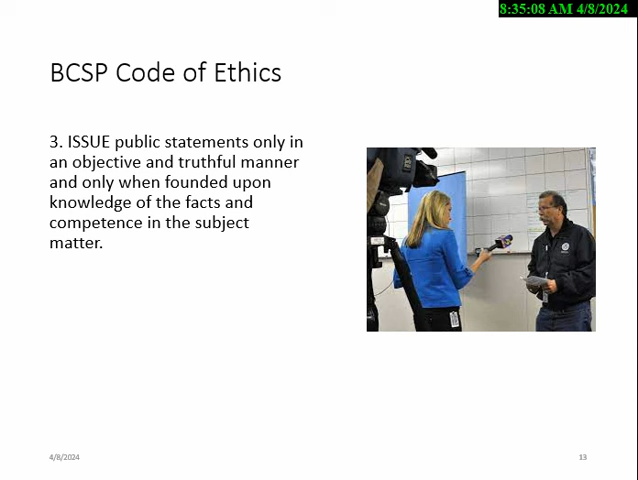 8:35:08 AM 4/8/2024
BCSP Code of Ethics
3. ISSUE public statements only in
an objective and truthful manner
and only when founded upon
knowledge of the facts and
competence in the subject
matter.
4/8/2024
13